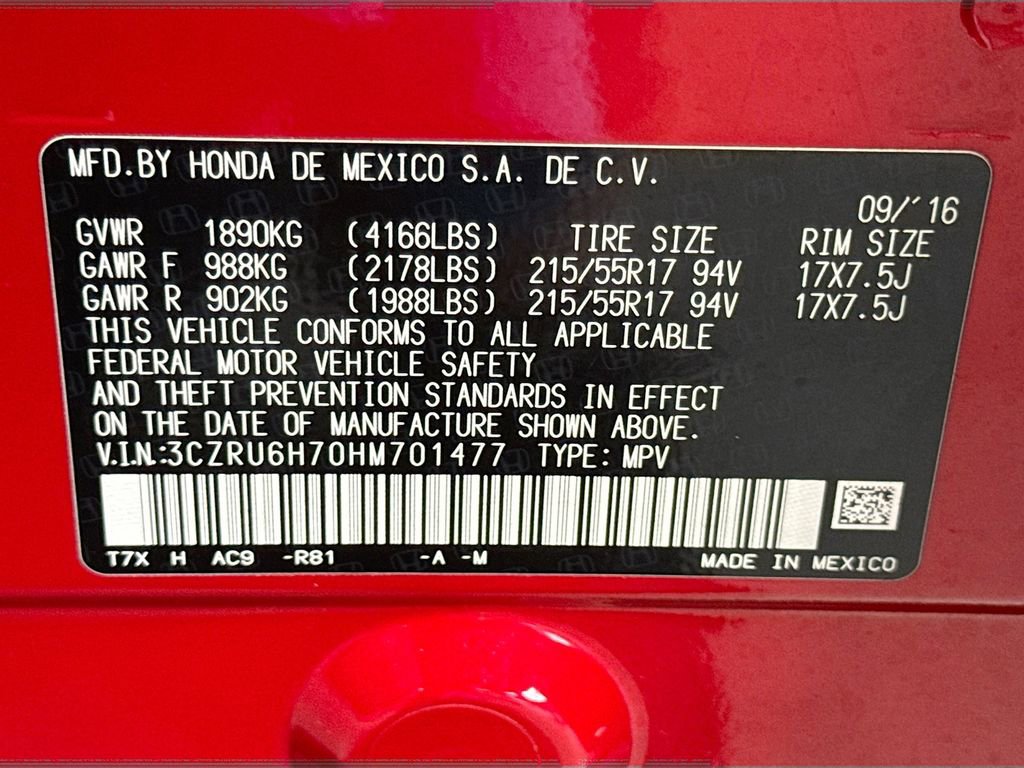 MFD.BY HONDA DE MEXICO S.A. DE C.V.
09/´16
GVWR 1890KG (4166LBS) TIRE SIZE RIM SIZE
GAWR F 988KG (2178LBS) 215/55R17 94V 17X7.5J
GAWR R 902KG (1988LBS) 215/55R17 94V 17X7.5J
THIS VEHICLE CONFORMS TO ALL APPLICABLE
FEDERAL MOTOR VEHICLE SAFETY
AND THEFT PREVENTION STANDARDS IN EFFECT
ON THE DATE OF MANUFACTURE SHOWN ABOVE.
V.I.N.:3CZRU6H70HM701477 TYPE: MPV
T7X H AC9 -R81 -A -M MADE IN MEXICO